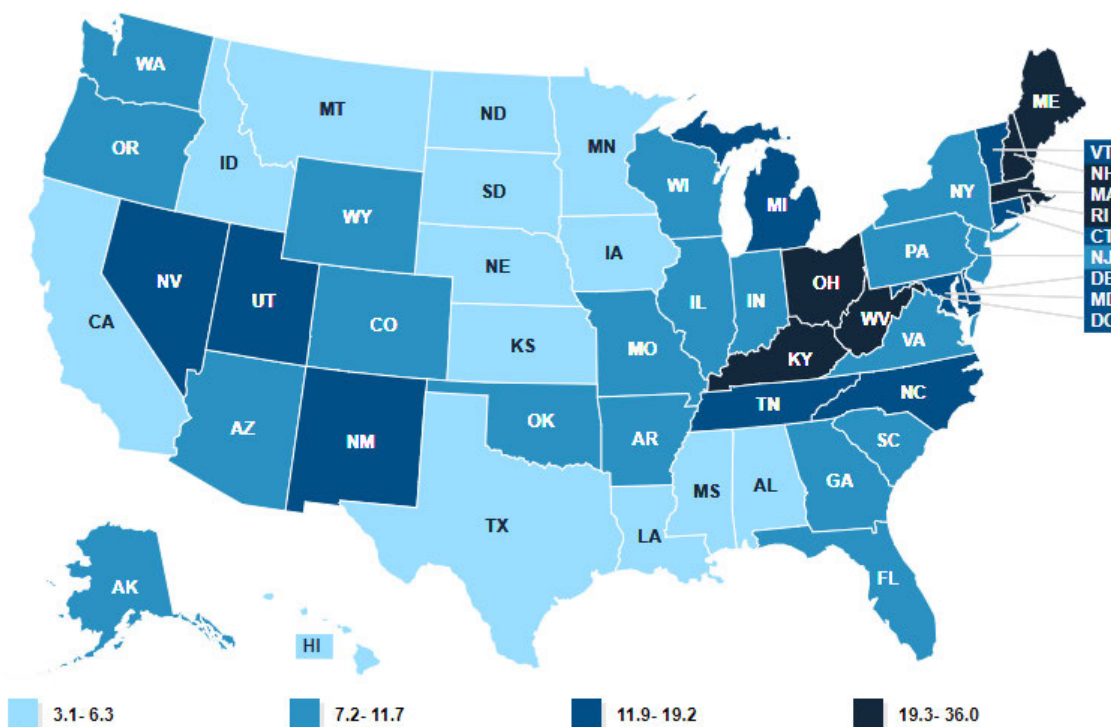 WA
MT
ND
ME
OR
ID
MN
VT
WI
NH
SD
NY
MA
WY
MI
RI
CT
IA
PA
NJ
NE
NV
OH
DE
UT
IL
IN
MD
CA
CO
WV
DC
KS
MO
VA
KY
NC
TN
AZ
OK
NM
AR
SC
MS
AL
GA
TX
LA
AK
FL
HI
3.1- 6.3
7.2- 11.7
11.9- 19.2
19.3- 36.0